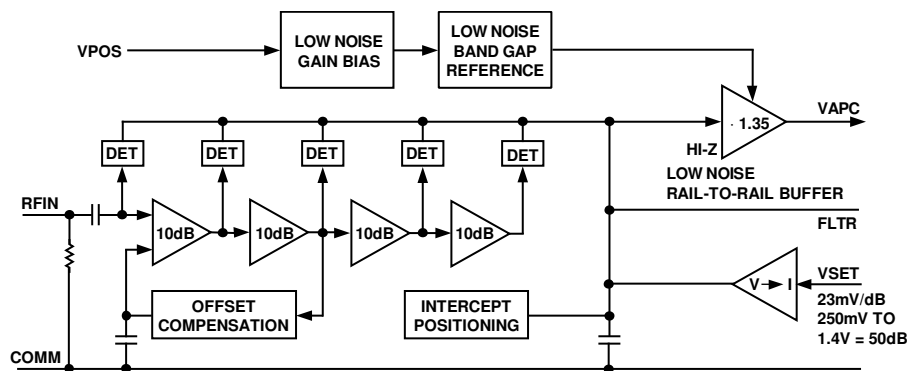 VPOS
LOW NOISE
GAIN BIAS
LOW NOISE
BAND GAP
REFERENCE
· 1.35
VAPC
HI-Z
LOW NOISE
RAIL-TO-RAIL BUFFER
DET
DET
DET
DET
DET
RFIN
10dB
10dB
10dB
10dB
FLTR
V
I
VSET
23mV/dB
250mV TO
1.4V = 50dB
OFFSET
COMPENSATION
INTERCEPT
POSITIONING
COMM